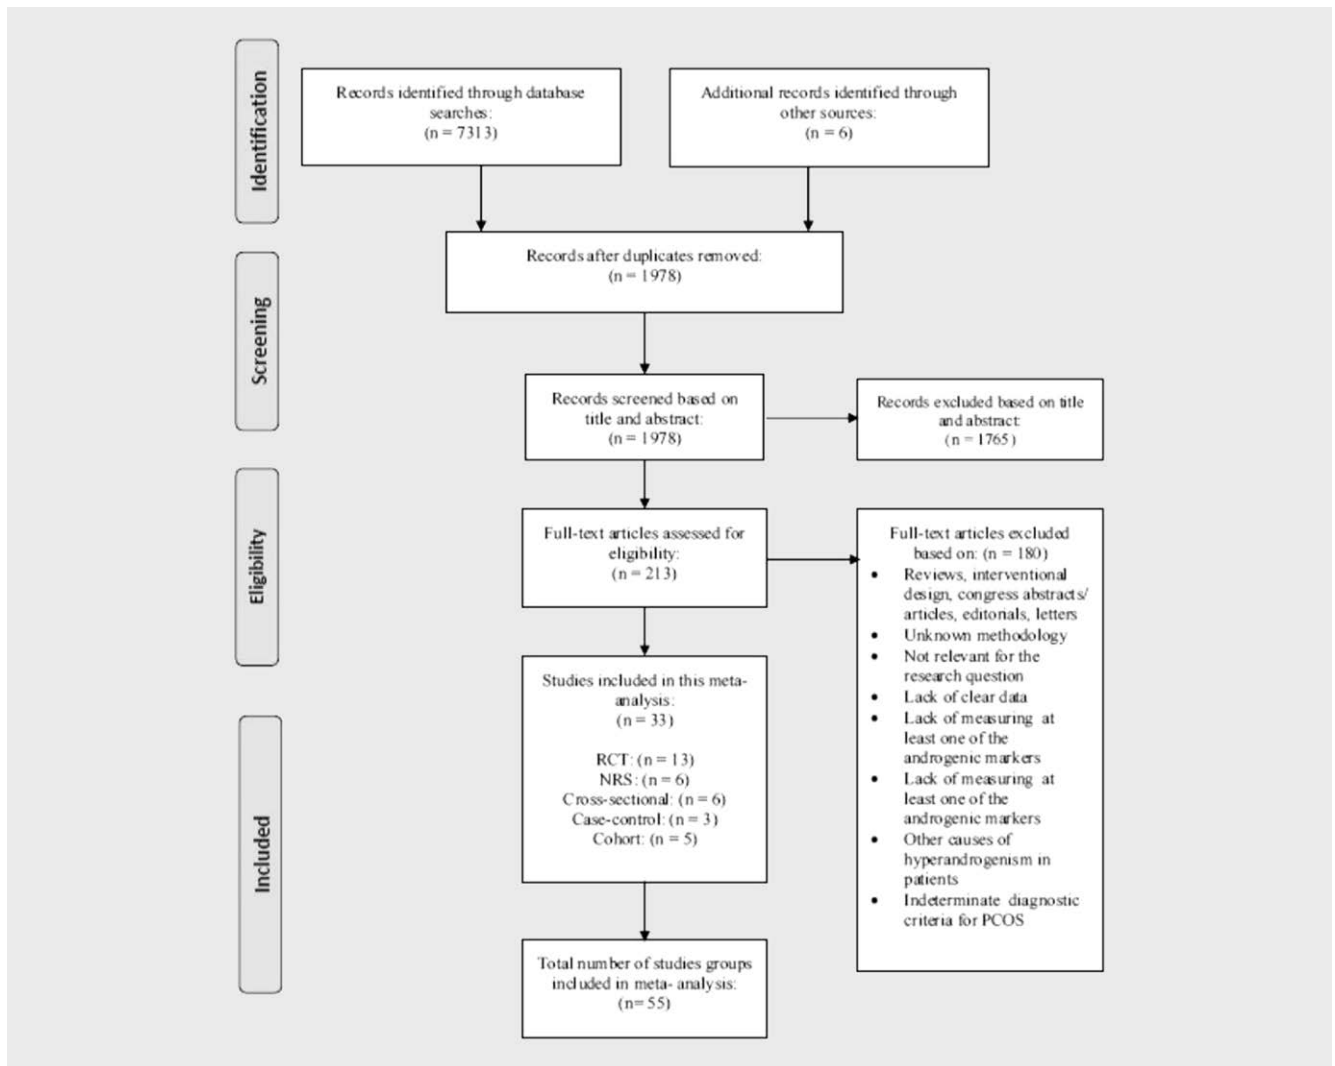 Identification
Records identified through database
searches:
(n = 7313)
Additional records identified through
other sources:
(n = 6)
Records after duplicates removed:
(n = 1978)
Screening
Records screened based on
title and abstract:
(n = 1978)
Records excluded based on title
and abstract:
(n = 1765)
Eligibility
Full-text articles assessed for
eligibility:
(n = 213)
Full-text articles excluded
based on: (n = 180)
• Reviews, interventional
design, congress abstracts/
articles, editorials, letters
• Unknown methodology
• Not relevant for the
research question
• Lack of clear data
• Lack of measuring at
least one of the
androgenic markers
• Lack of measuring at
least one of the
androgenic markers
• Other causes of
hyperandrogenism in
patients
• Indeterminate diagnostic
criteria for PCOS
Included
Studies included in this meta-
analysis:
(n = 33)
RCT: (n = 13)
NRS: (n = 6)
Cross-sectional: (n = 6)
Case-control: (n = 3)
Cohort: (n = 5)
Total number of studies groups
included in meta- analysis:
(n= 55)